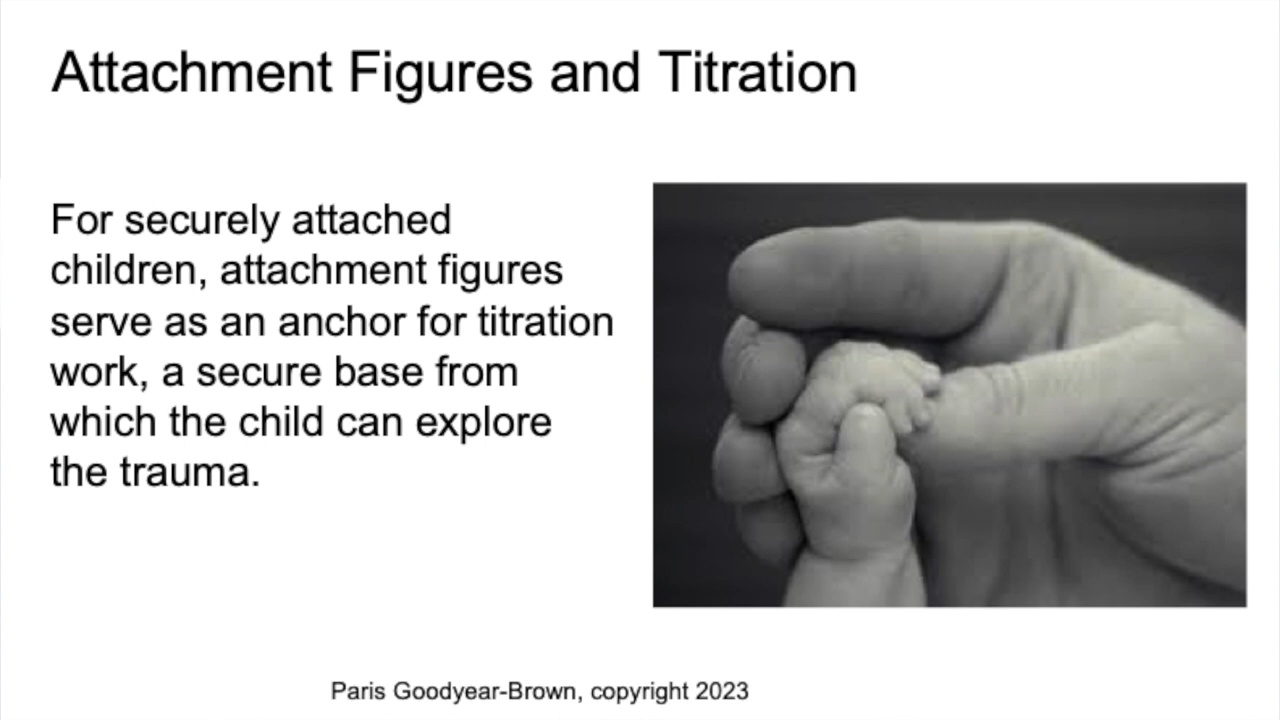 Attachment Figures and Titration
For securely attached
children, attachment figures
serve as an anchor for titration
work, a secure base from
which the child can explore
the trauma.
Paris Goodyear-Brown, copyright 2023